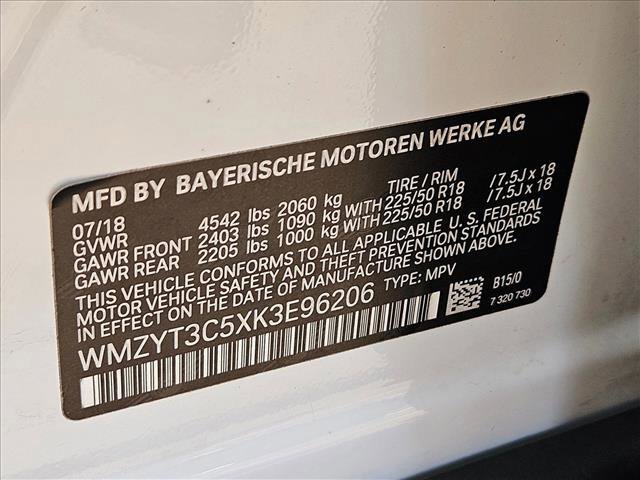 MFD BY BAYERISCHE MOTOREN WERKE AG
07/18 TIRE / RIM
GVWR 4542 lbs 2060 kg
GAWR FRONT 2403 lbs 1090 kg WITH 225/50 R18 /7.5J x 18
GAWR REAR 2205 lbs 1000 kg WITH 225/50 R18 /7.5J x 18
THIS VEHICLE CONFORMS TO ALL APPLICABLE U. S. FEDERAL
MOTOR VEHICLE SAFETY AND THEFT PREVENTION STANDARDS
IN EFFECT ON THE DATE OF MANUFACTURE SHOWN ABOVE.
WMZYT3C5XK3E96206 TYPE: MPV B15/0
7 320 730